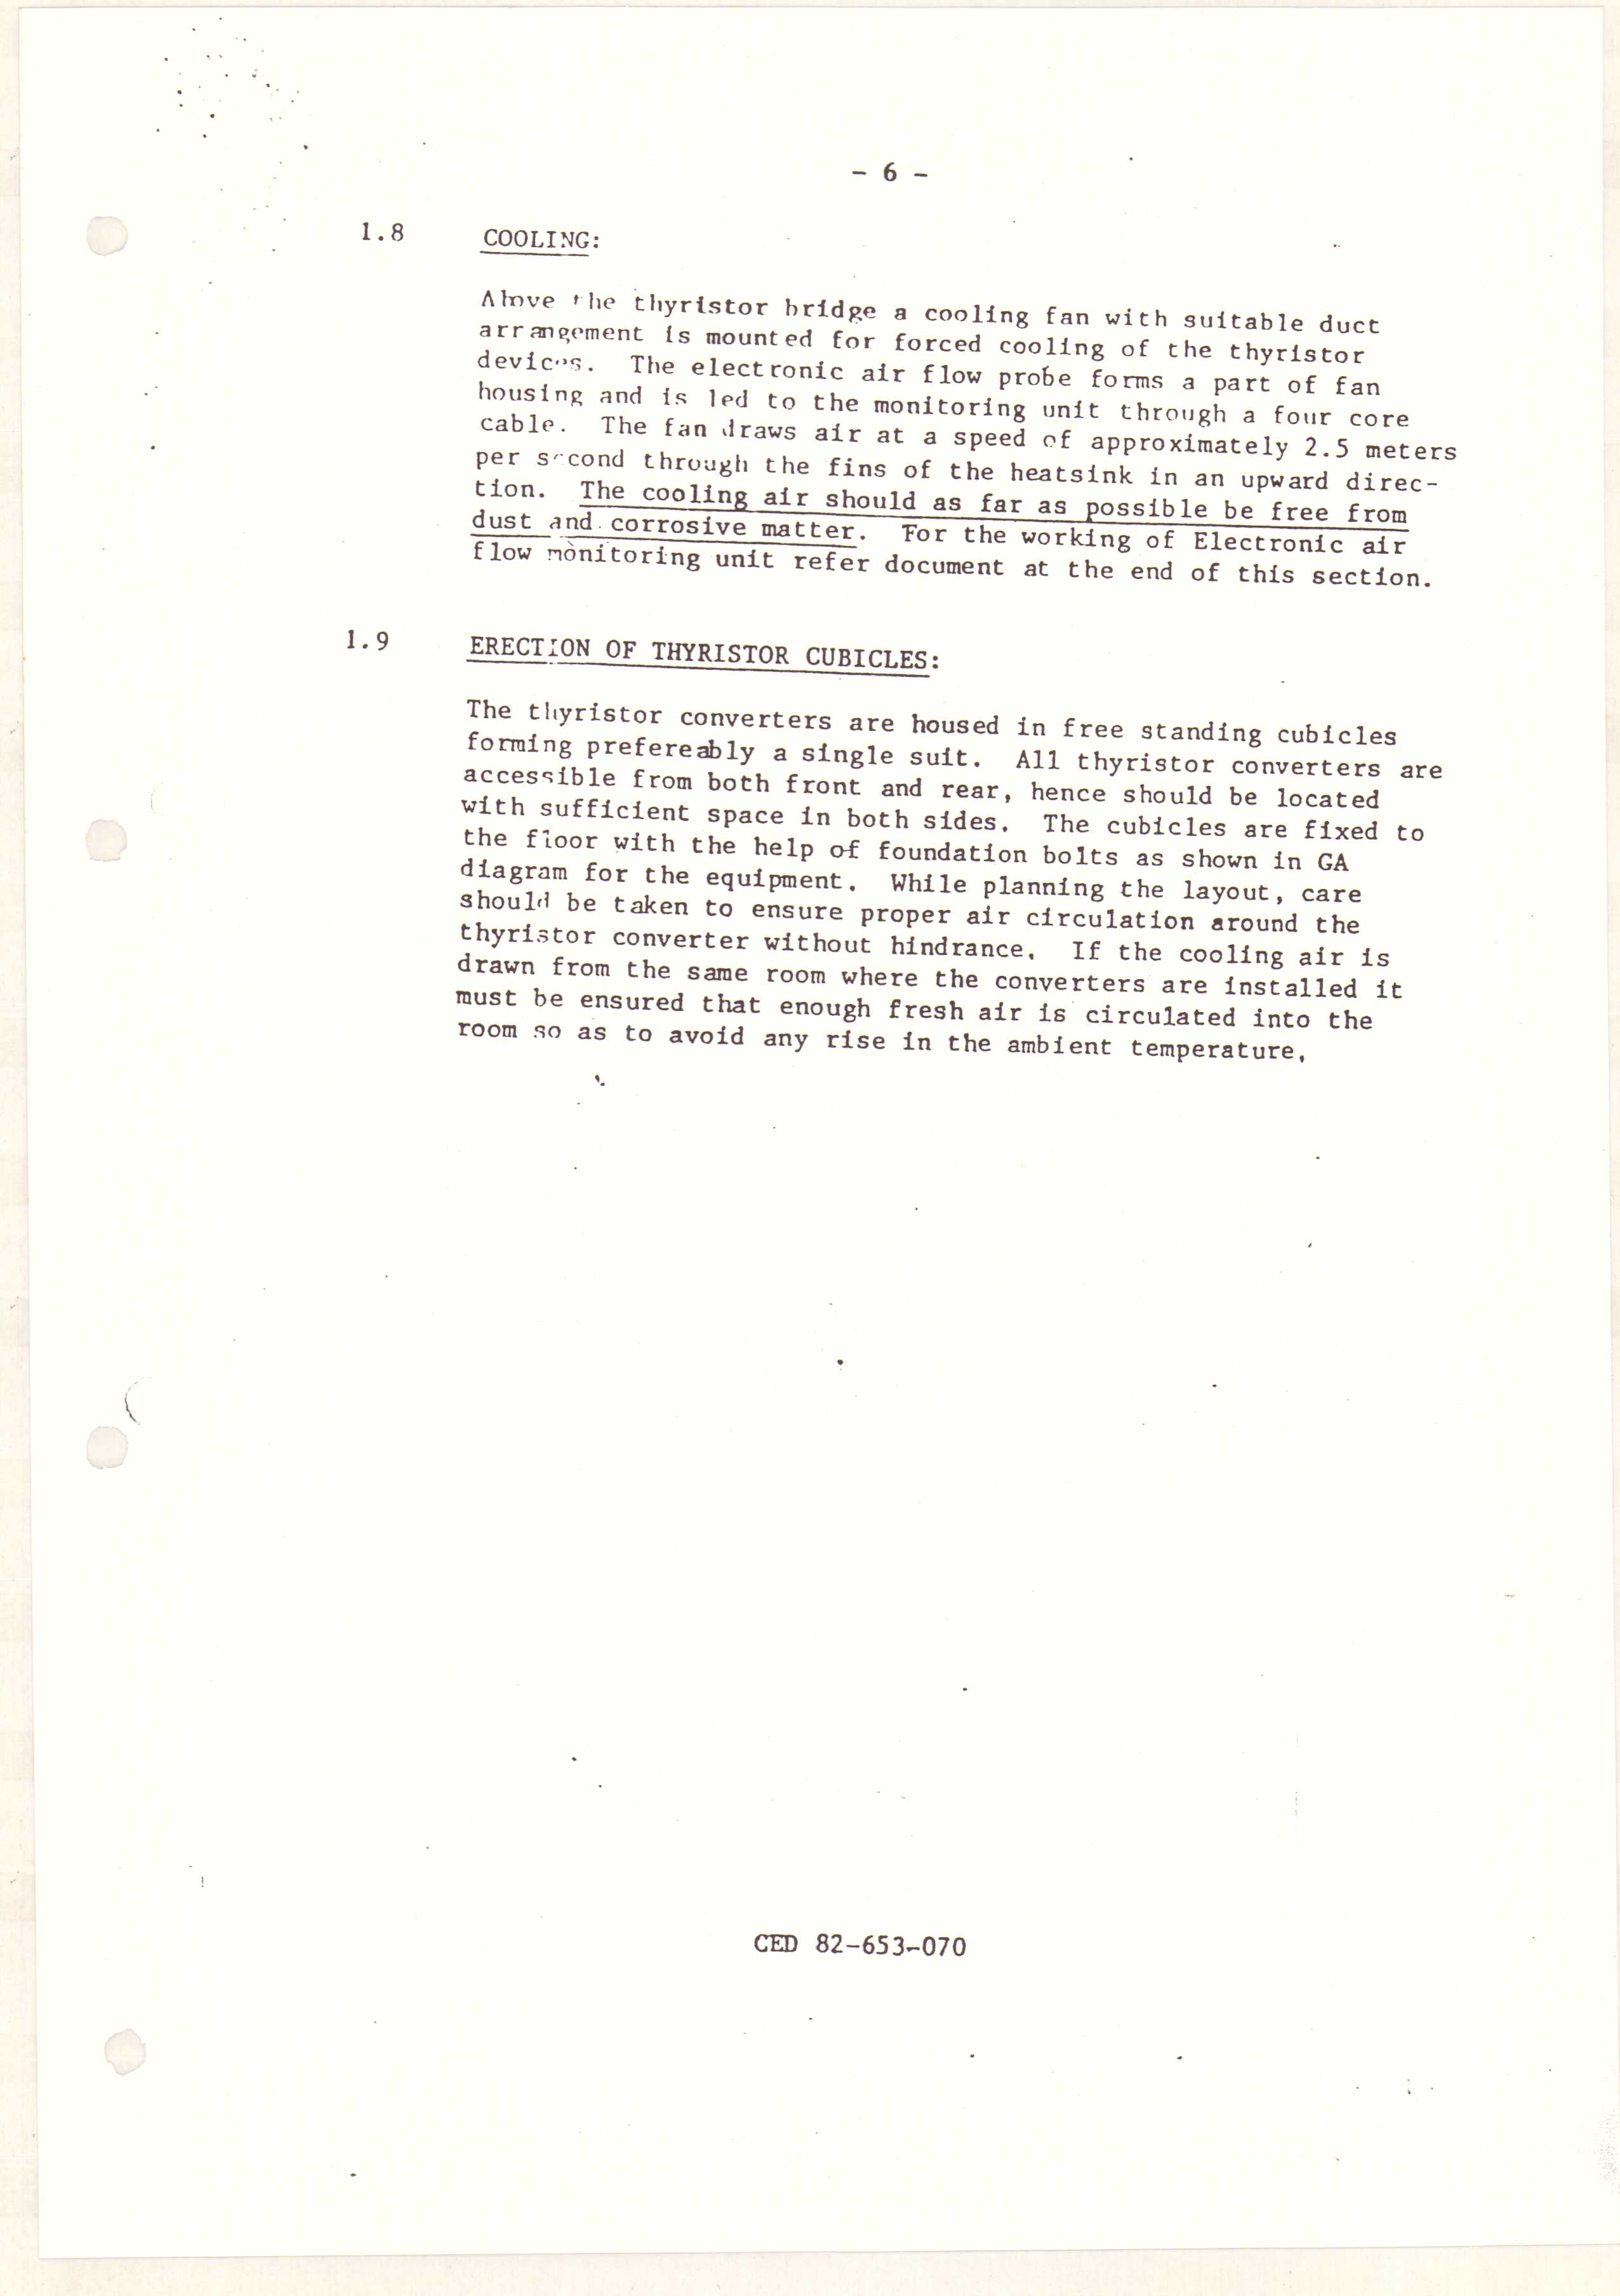 - 6 -
1.8 COOLING:
Above the thyristor bridge a cooling fan with suitable duct
arrangement is mounted for forced cooling of the thyristor
devices. The electronic air flow probe forms a part of fan
housing and is led to the monitoring unit through a four core
cable. The fan draws air at a speed of approximately 2.5 meters
per second through the fins of the heatsink in an upward direc-
tion. The cooling air should as far as possible be free from
dust and corrosive matter. For the working of Electronic air
flow monitoring unit refer document at the end of this section.
1.9 ERECTION OF THYRISTOR CUBICLES:
The thyristor converters are housed in free standing cubicles
forming prefereably a single suit. All thyristor converters are
accessible from both front and rear, hence should be located
with sufficient space in both sides. The cubicles are fixed to
the floor with the help of foundation bolts as shown in GA
diagram for the equipment. While planning the layout, care
should be taken to ensure proper air circulation around the
thyristor converter without hindrance. If the cooling air is
drawn from the same room where the converters are installed it
must be ensured that enough fresh air is circulated into the
room so as to avoid any rise in the ambient temperature.
CED 82-653-070